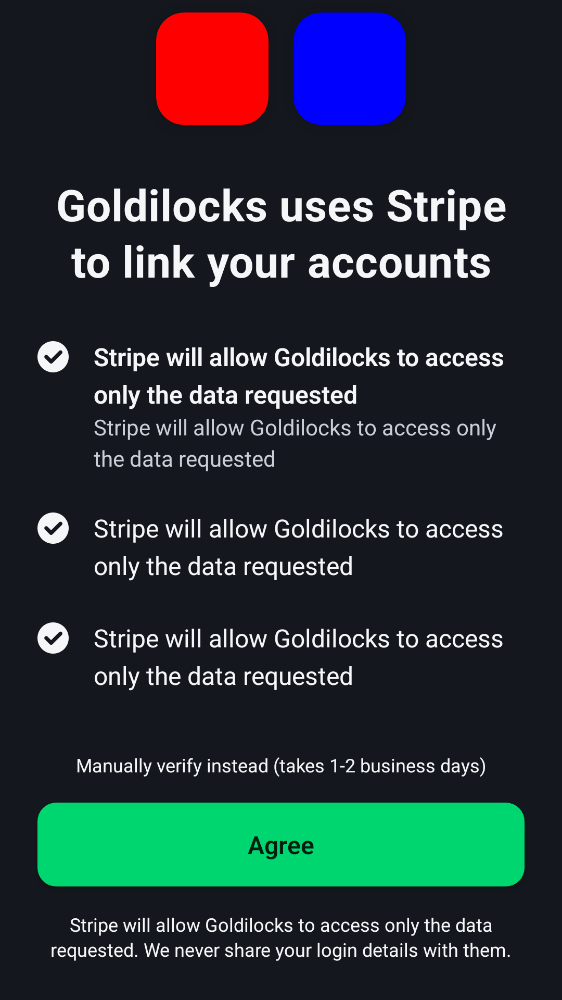 Goldilocks uses Stripe
to link your accounts
Stripe will allow Goldilocks to access
only the data requested
Stripe will allow Goldilocks to access only
the data requested
Stripe will allow Goldilocks to access
only the data requested
Stripe will allow Goldilocks to access
only the data requested
Manually verify instead (takes 1-2 business days)
Agree
Stripe will allow Goldilocks to access only the data
requested. We never share your login details with them.